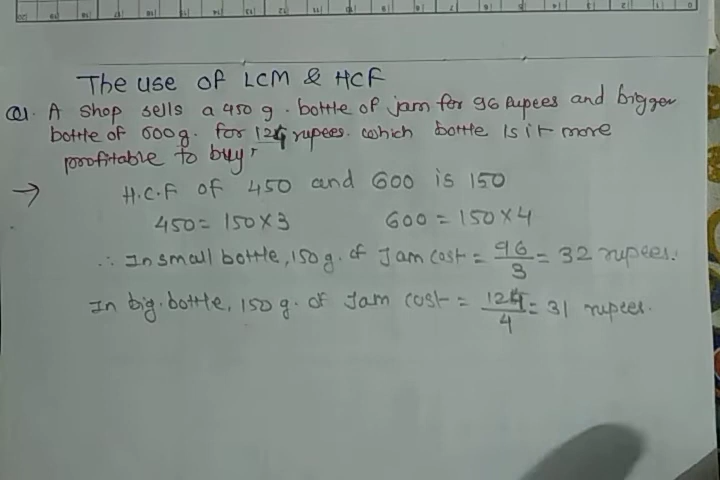 The use of LCM & HCF
Q1. A shop sells a 450 g. bottle of jam for 96 rupees and bigger
bottle of 600g. for 124 rupees. which bottle is it more
profitable to buy?
→ H.C.F of 450 and 600 is 150
450 = 150 × 3 600 = 150 × 4
∴ In small bottle, 150 g. of Jam cost = 96/3 = 32 rupees.
In big bottle, 150 g. of Jam cost = 124/4 = 31 rupees.